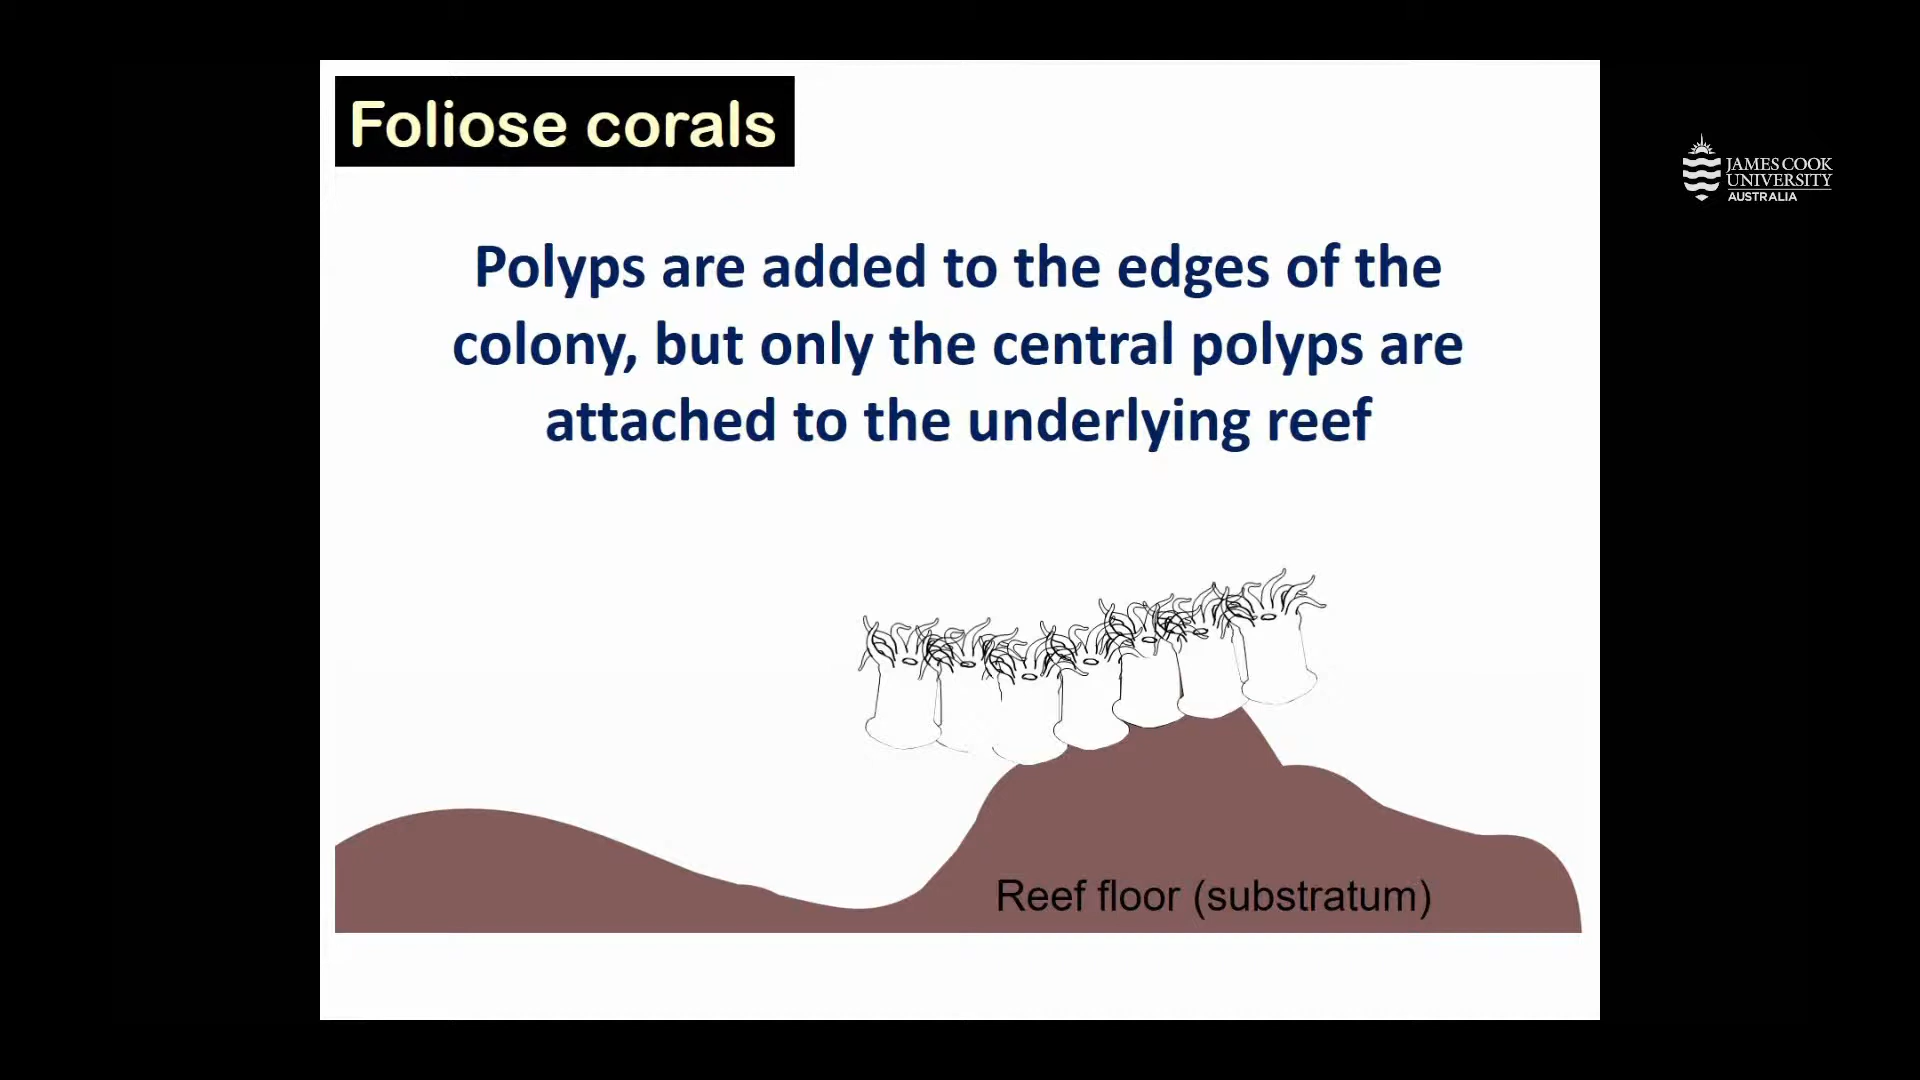 Foliose corals
JAMES COOK
UNIVERSITY
AUSTRALIA
Polyps are added to the edges of the
colony, but only the central polyps are
attached to the underlying reef
Reef floor (substratum)